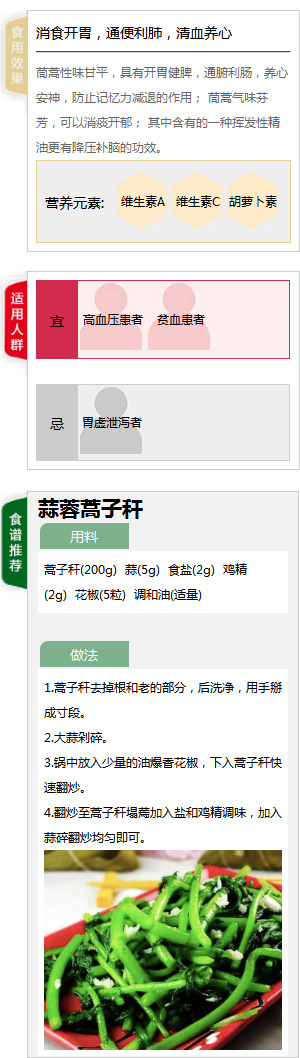 食用效果
消食开胃，通便利肺，清血养心
茼蒿性味甘平，具有开胃健脾，通腑利肠，养心
安神，防止记忆力减退的作用； 茼蒿气味芬
芳，可以消痰开郁； 其中含有的一种挥发性精
油更有降压补脑的功效。
营养元素: 维生素A 维生素C 胡萝卜素
适用人群
宜 高血压患者 贫血患者
忌 胃虚泄泻者
食谱推荐
蒜蓉蒿子秆
用料
蒿子秆(200g) 蒜(5g) 食盐(2g) 鸡精
(2g) 花椒(5粒) 调和油(适量)
做法
1.蒿子秆去掉根和老的部分，后洗净，用手掰
成寸段。
2.大蒜剁碎。
3.锅中放入少量的油爆香花椒，下入蒿子秆快
速翻炒。
4.翻炒至蒿子秆塌蔫加入盐和鸡精调味，加入
蒜碎翻炒均匀即可。